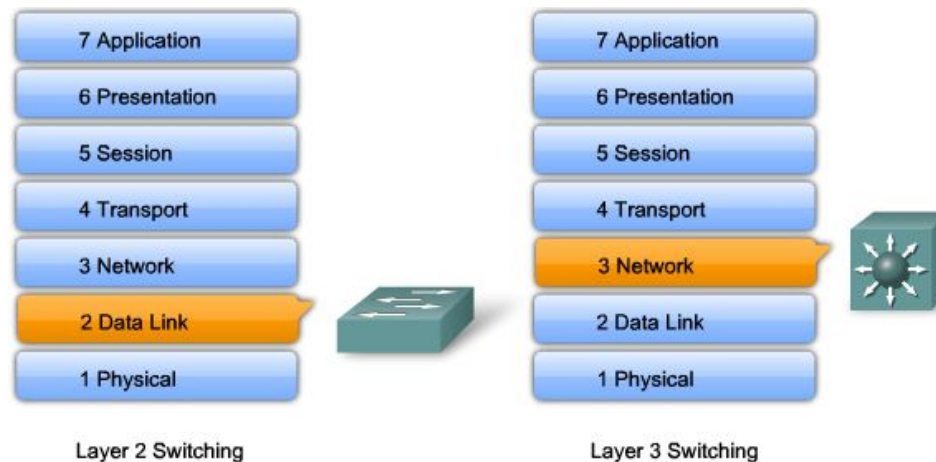 7 Application
6 Presentation
5 Session
4 Transport
3 Network
2 Data Link
1 Physical
Layer 2 Switching
7 Application
6 Presentation
5 Session
4 Transport
3 Network
2 Data Link
1 Physical
Layer 3 Switching